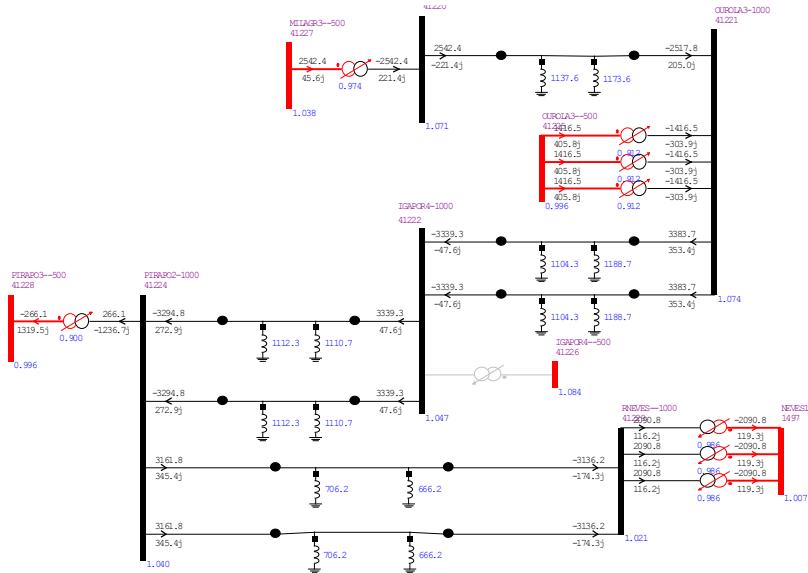 41220
MILAGR3--500
41227
2542.4
45.6j
0.974
-2542.4
221.4j
1.038
1.071
2542.4
-221.4j
1137.6
1173.6
-2517.8
205.0j
OUROLA3-1000
41221
OUROLA3--500
1416.5
405.8j
1416.5
405.8j
1416.5
405.8j
0.912
0.912
0.912
-1416.5
-303.9j
-1416.5
-303.9j
-1416.5
-303.9j
0.996
IGAPOR4-1000
41222
-3339.3
-47.6j
1104.3
1188.7
3383.7
353.4j
-3339.3
-47.6j
1104.3
1188.7
3383.7
353.4j
1.074
PIRAPO3--500
41228
-266.1
1319.5j
0.900
266.1
-1236.7j
0.996
PIRAPO2-1000
41224
-3294.8
272.9j
1112.3
1110.7
3339.3
47.6j
-3294.8
272.9j
1112.3
1110.7
3339.3
47.6j
1.047
IGAPOR4--500
41226
1.084
3161.8
345.4j
706.2
666.2
-3136.2
-174.3j
3161.8
345.4j
706.2
666.2
-3136.2
-174.3j
1.040
RNEVES--1000
2090.8
116.2j
2090.8
116.2j
2090.8
116.2j
0.986
0.986
0.986
-2090.8
119.3j
-2090.8
119.3j
-2090.8
119.3j
1.021
NEVES1
1497
1.007